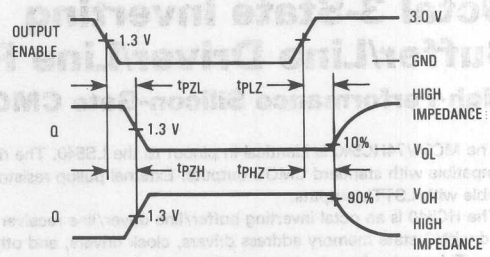 OUTPUT
ENABLE
1.3 V
3.0 V
GND
tPZL
tPLZ
HIGH
IMPEDANCE
Q
1.3 V
10%
VOL
tPZH
tPHZ
Q
1.3 V
90%
VOH
HIGH
IMPEDANCE